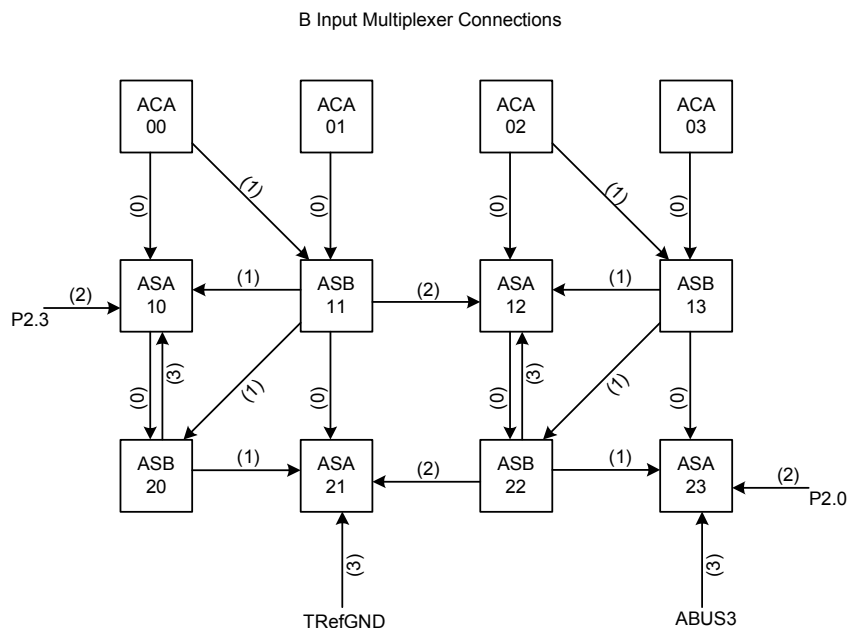 B Input Multiplexer Connections
ACA
00
ACA
01
ACA
02
ACA
03
(0)
(1)
(0)
(0)
(1)
(0)
ASA
10
(1)
ASB
11
(2)
ASA
12
(1)
ASB
13
(2)
P2.3
(0)
(3)
(1)
(0)
(0)
(3)
(1)
(0)
ASB
20
(1)
ASA
21
(2)
ASB
22
(1)
ASA
23
(2)
P2.0
(3)
(3)
TRefGND
ABUS3